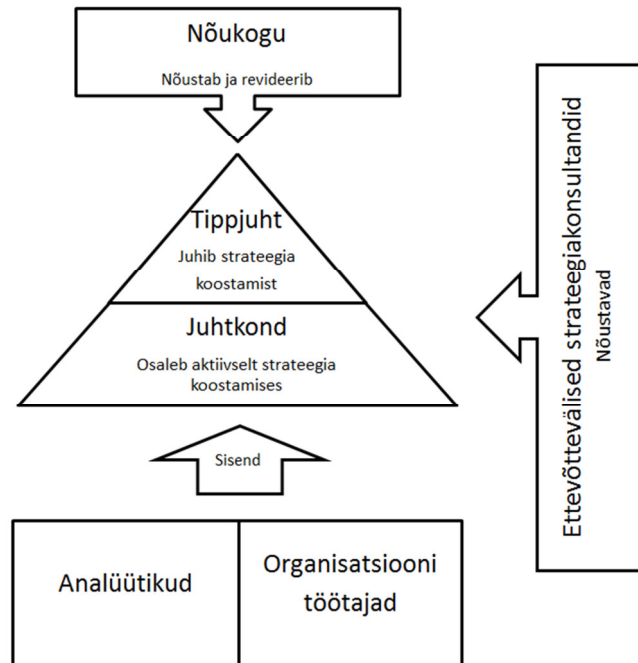 Nõukogu
Nõustab ja revideerib
Tippjuht
Juhib strateegia
koostamist
Juhtkond
Osaleb aktiivselt strateegia
koostamises
Sisend
Analüütikud
Organisatsiooni
töötajad
Ettevõttevälised strateegiakonsultandid
Nõustavad